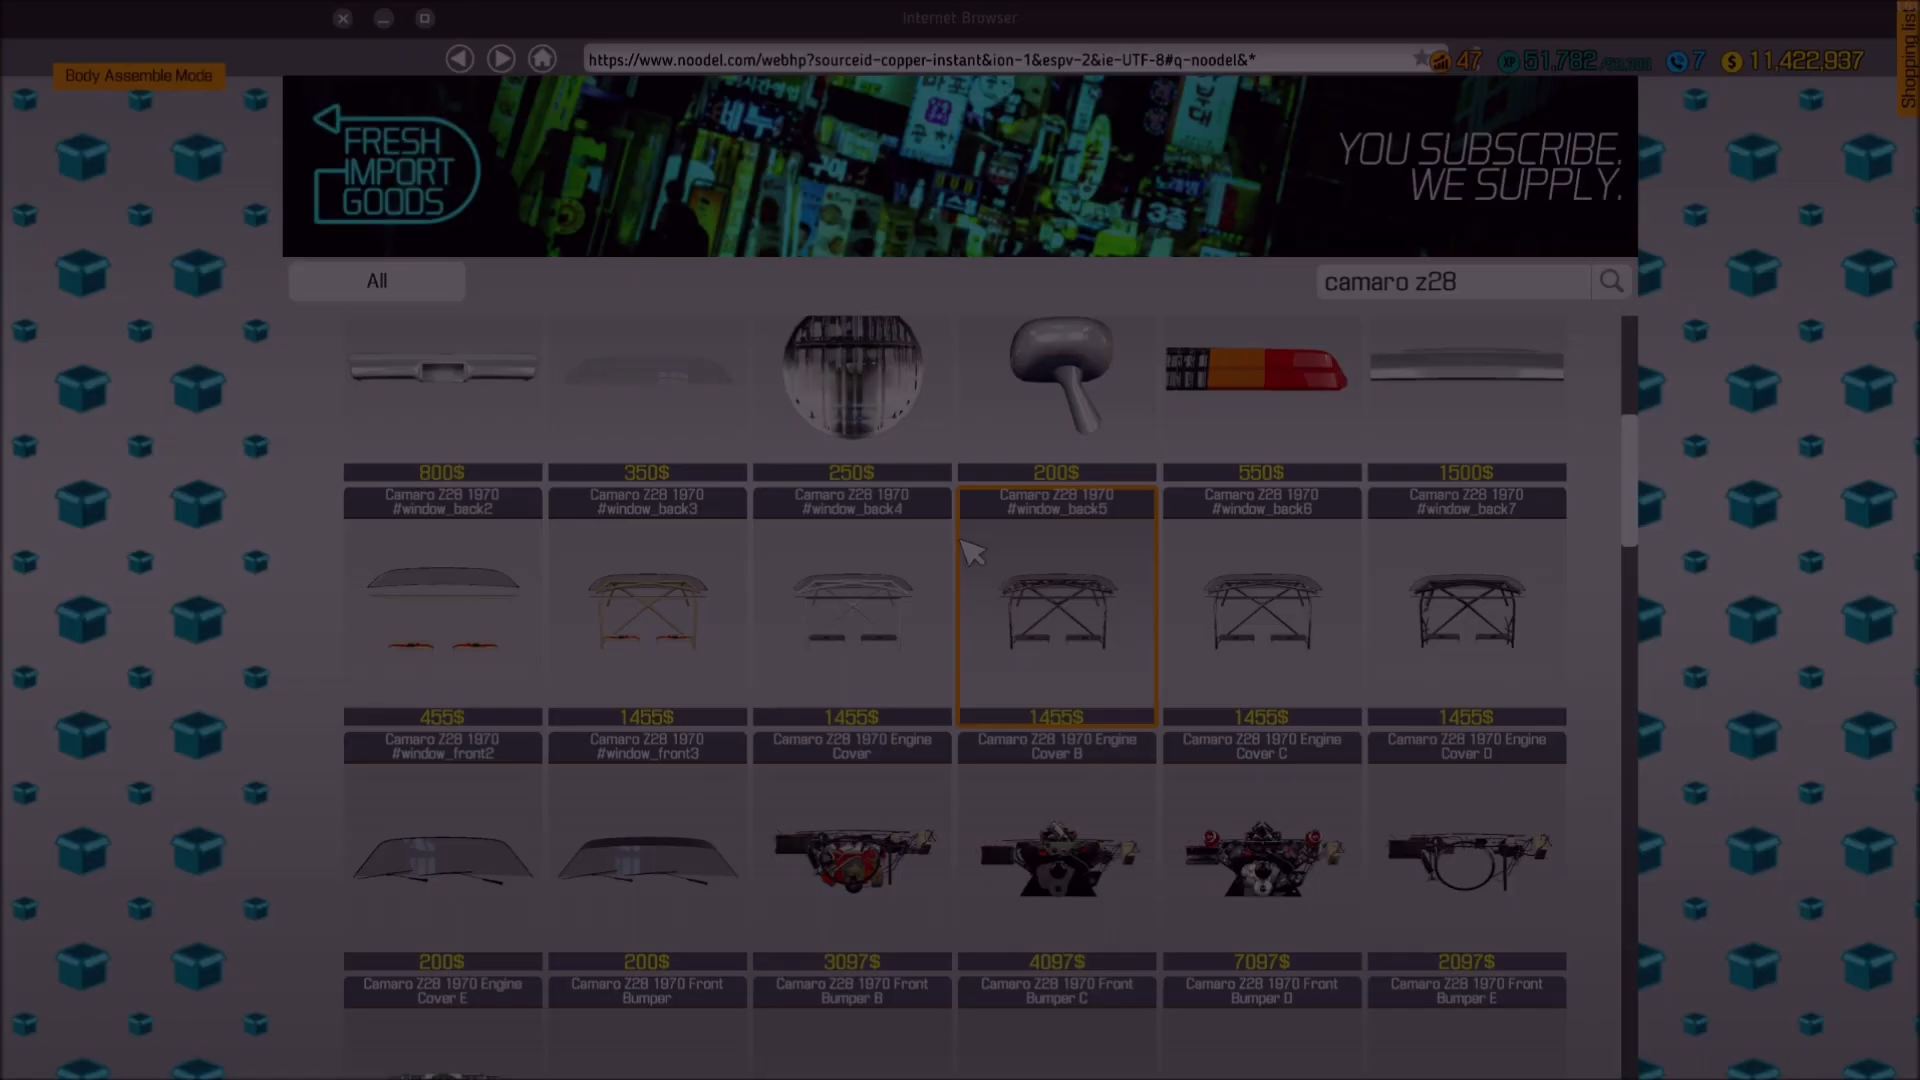 Internet Browser
Shopping list
https://www.noodel.com/webhp?sourceid-copper-instant&ion-1&espv-2&ie-UTF-8#q-noodel&*
47
XP 51,782
7
$ 11,422,937
Body Assemble Mode
FRESH
IMPORT
GOODS
YOU SUBSCRIBE.
WE SUPPLY.
All
camaro z28
800$
350$
250$
200$
550$
1500$
Camaro Z28 1970
#window_back2
Camaro Z28 1970
#window_back3
Camaro Z28 1970
#window_back4
Camaro Z28 1970
#window_back5
Camaro Z28 1970
#window_back6
Camaro Z28 1970
#window_back7
455$
1455$
1455$
1455$
1455$
1455$
Camaro Z28 1970
#window_front2
Camaro Z28 1970
#window_front3
Camaro Z28 1970 Engine
Cover
Camaro Z28 1970 Engine
Cover B
Camaro Z28 1970 Engine
Cover C
Camaro Z28 1970 Engine
Cover D
200$
200$
3097$
4097$
7097$
2097$
Camaro Z28 1970 Engine
Cover E
Camaro Z28 1970 Front
Bumper
Camaro Z28 1970 Front
Bumper B
Camaro Z28 1970 Front
Bumper C
Camaro Z28 1970 Front
Bumper D
Camaro Z28 1970 Front
Bumper E